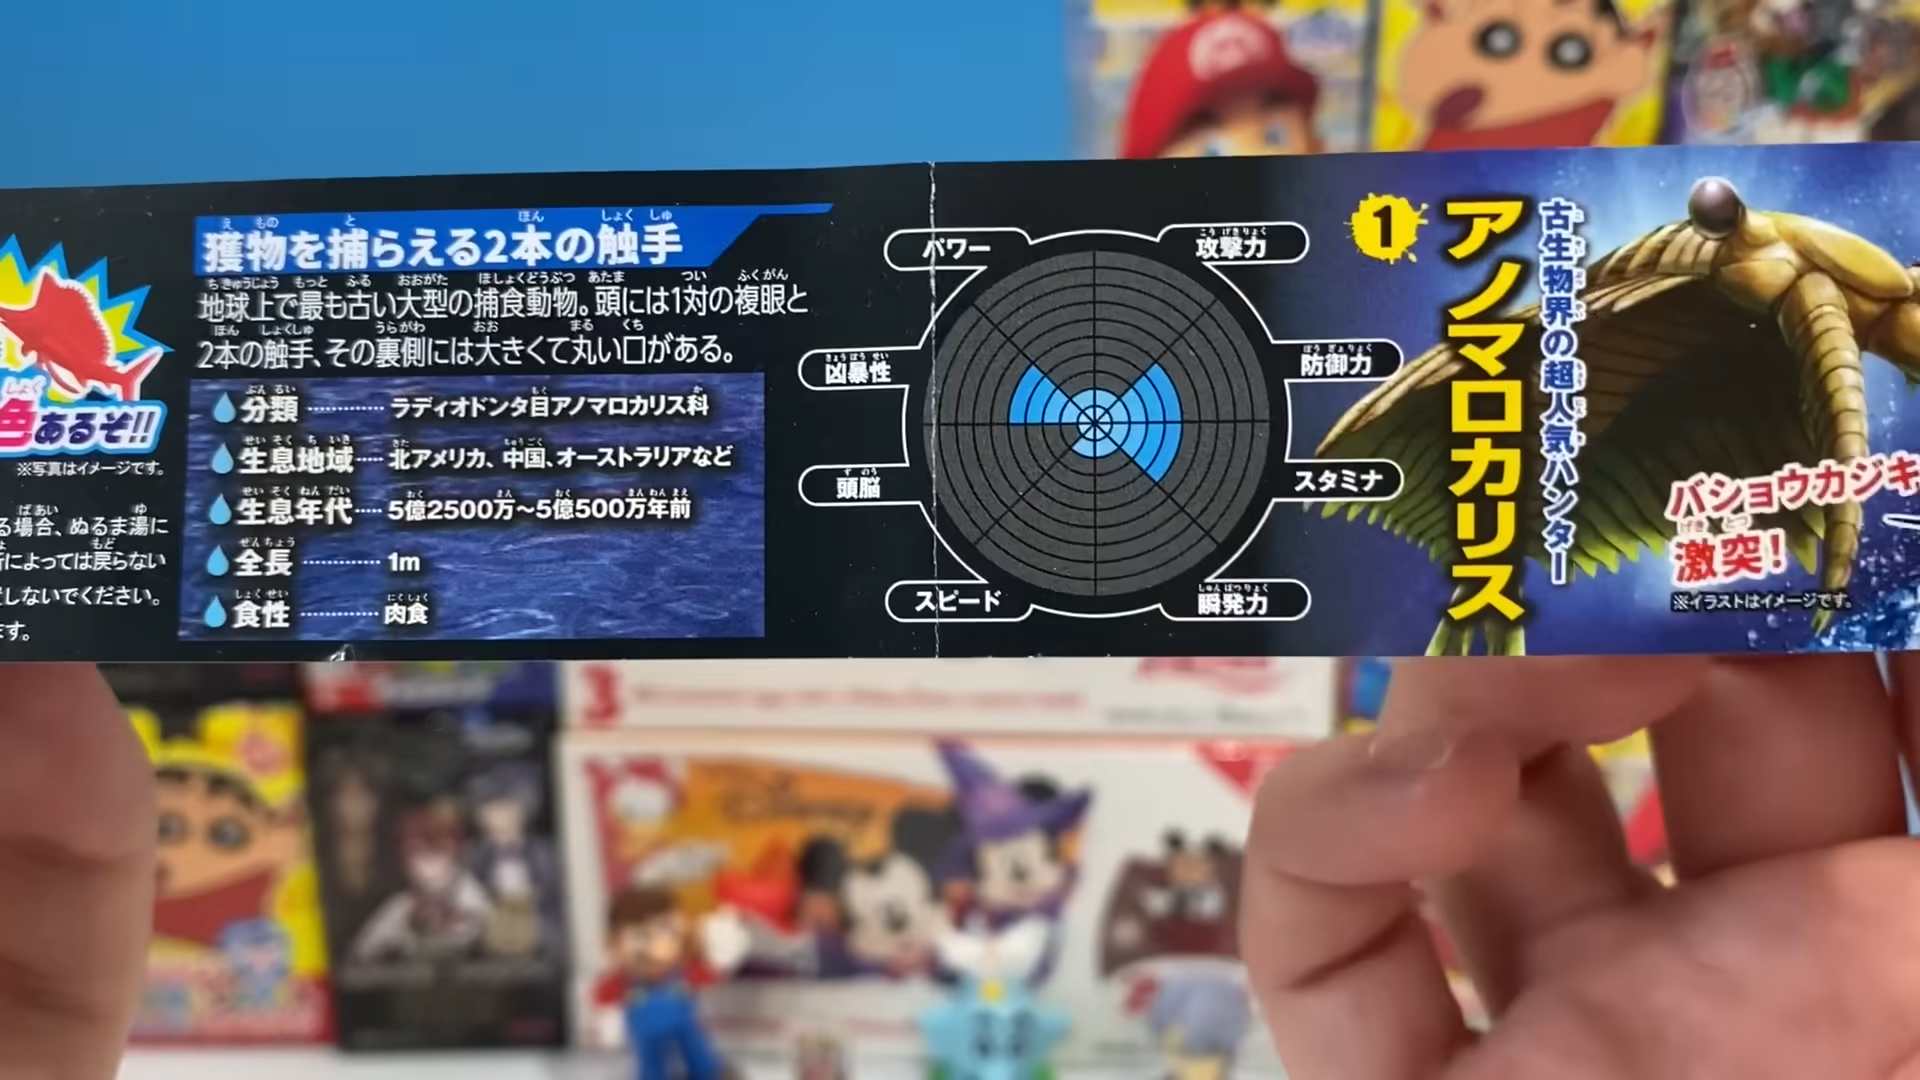 獲物を捕らえる2本の触手
地球上で最も古い大型の捕食動物。頭には1対の複眼と
2本の触手、その裏側には大きくて丸い口がある。
分類 ············ ラディオドンタ目アノマロカリス科
生息地域 ···· 北アメリカ、中国、オーストラリアなど
生息年代 ···· 5億2500万〜5億500万年前
全長 ············ 1m
食性 ··········· 肉食
色あるぞ!!
※写真はイメージです。
る場合、ぬるま湯に
によっては戻らない
しないでください。
ます。
パワー
攻撃力
凶暴性
防御力
頭脳
スタミナ
スピード
瞬発力
1
アノマロカリス
古生物界の超人気ハンター
バショウカジキ
激突!
※イラストはイメージです。
3
Disney